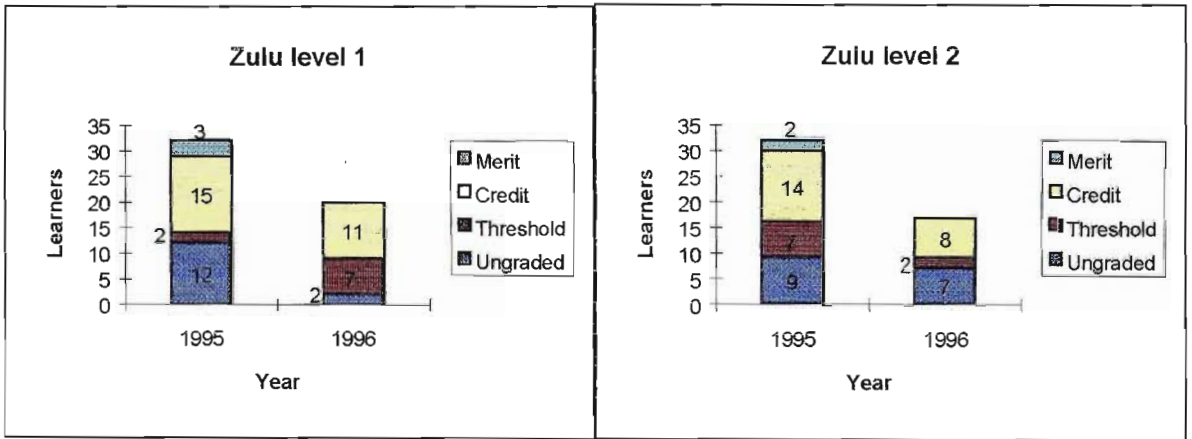 Zulu level 1
35
30
25
20
15
10
5
0
Learners
3
15
2
12
11
7
2
1995
1996
Year
Merit
Credit
Threshold
Ungraded
Zulu level 2
35
30
25
20
15
10
5
0
Learners
2
14
7
9
8
2
7
1995
1996
Year
Merit
Credit
Threshold
Ungraded